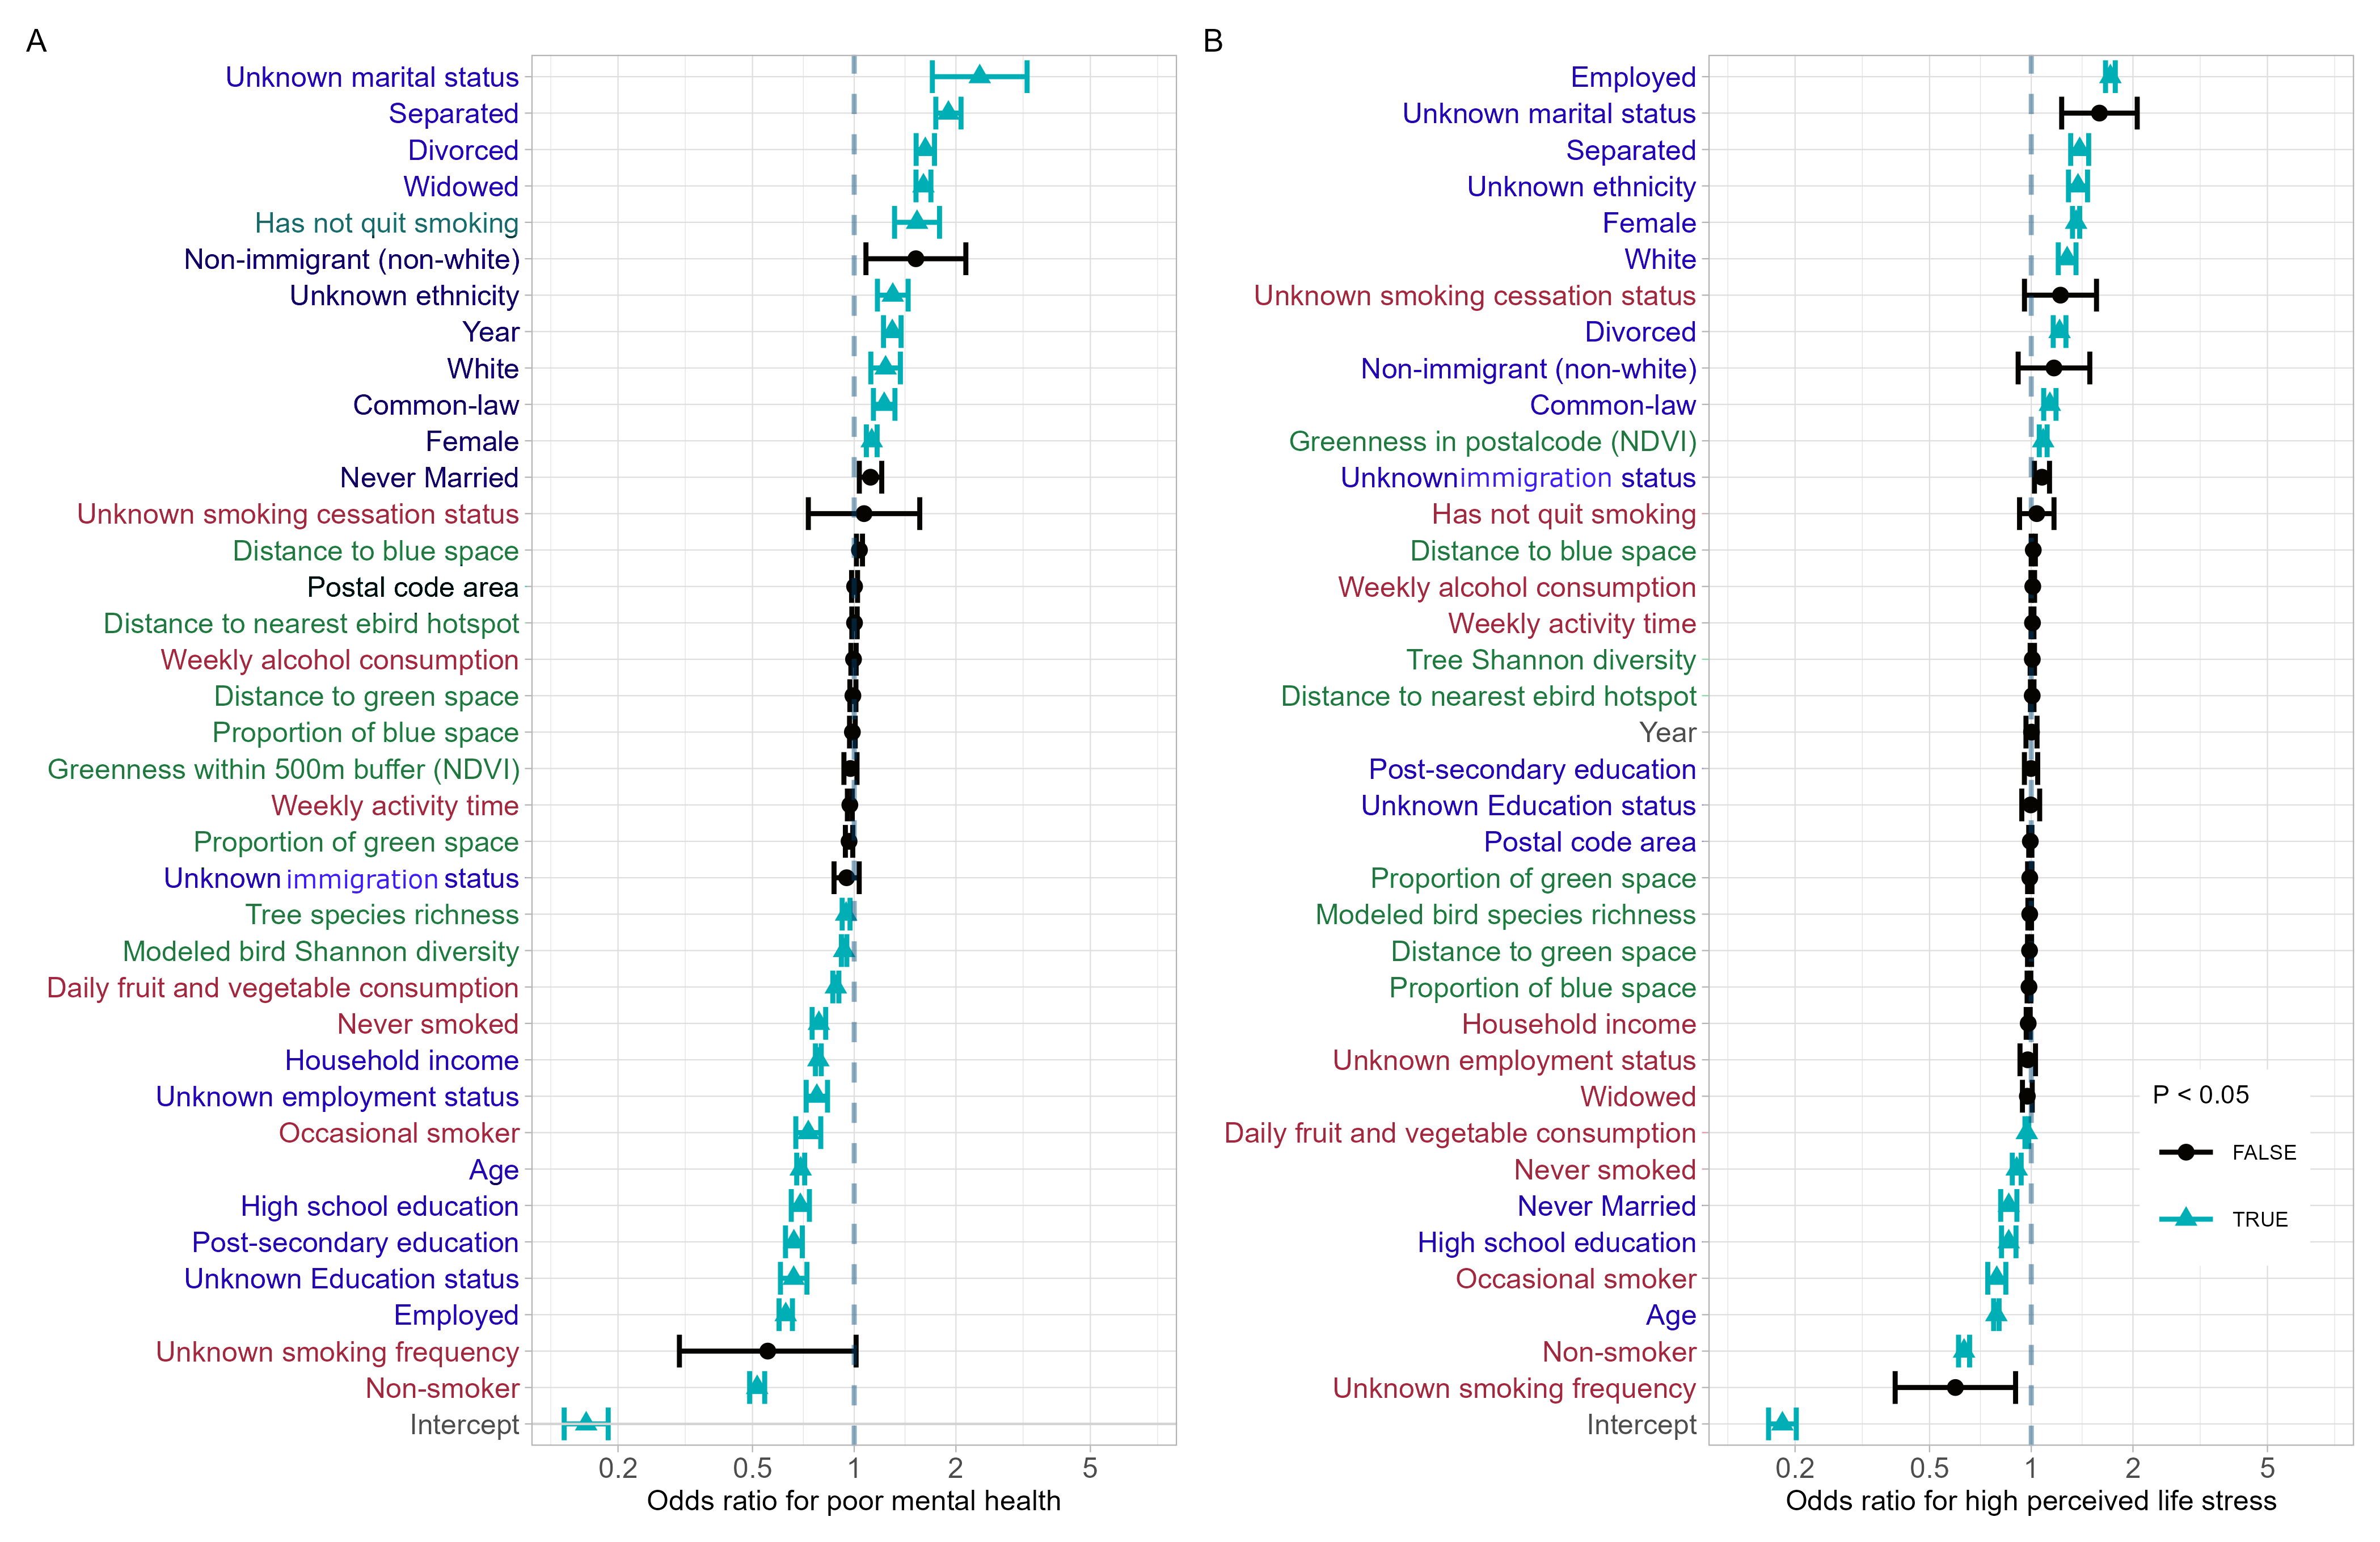 A
Unknown marital status
Separated
Divorced
Widowed
Has not quit smoking
Non-immigrant (non-white)
Unknown ethnicity
Year
White
Common-law
Female
Never Married
Unknown smoking cessation status
Distance to blue space
Postal code area
Distance to nearest ebird hotspot
Weekly alcohol consumption
Distance to green space
Proportion of blue space
Greenness within 500m buffer (NDVI)
Weekly activity time
Proportion of green space
Unknown immigration status
Tree species richness
Modeled bird Shannon diversity
Daily fruit and vegetable consumption
Never smoked
Household income
Unknown employment status
Occasional smoker
Age
High school education
Post-secondary education
Unknown Education status
Employed
Unknown smoking frequency
Non-smoker
Intercept
0.2 0.5 1 2 5
Odds ratio for poor mental health
B
Employed
Unknown marital status
Separated
Unknown ethnicity
Female
White
Unknown smoking cessation status
Divorced
Non-immigrant (non-white)
Common-law
Greenness in postalcode (NDVI)
Unknown immigration status
Has not quit smoking
Distance to blue space
Weekly alcohol consumption
Weekly activity time
Tree Shannon diversity
Distance to nearest ebird hotspot
Year
Post-secondary education
Unknown Education status
Postal code area
Proportion of green space
Modeled bird species richness
Distance to green space
Proportion of blue space
Household income
Unknown employment status
Widowed
Daily fruit and vegetable consumption
Never smoked
Never Married
High school education
Occasional smoker
Age
Non-smoker
Unknown smoking frequency
Intercept
0.2 0.5 1 2 5
Odds ratio for high perceived life stress
P < 0.05
FALSE
TRUE